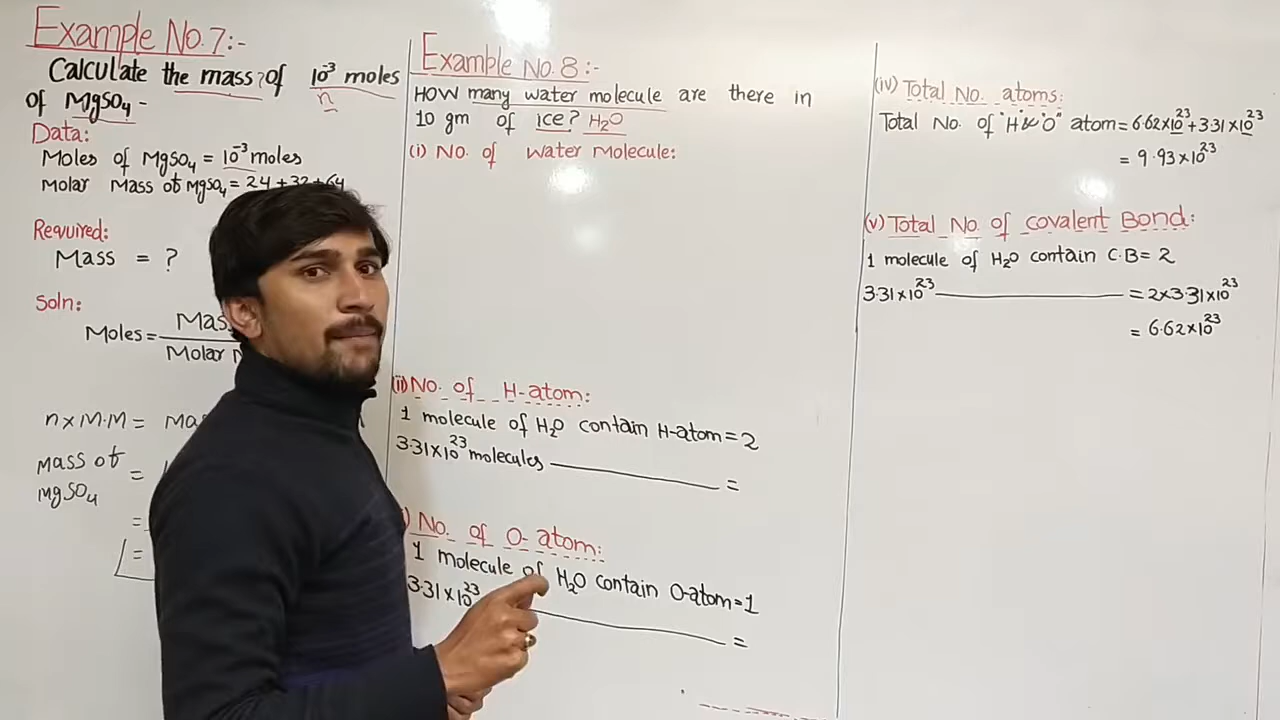 Example No.7:-
Calculate the mass? of 10⁻³ moles
n
of MgSO₄ -
Data:
Moles of MgSO₄ = 10⁻³ moles
Molar Mass of MgSO₄ = 24 + 32 + 64
Required:
Mass = ?
Soln:
Moles =
Molar
n x M.M =
Mass of
MgSO₄ =
=
=
Example No. 8:-
HOW many water molecule are there in
10 gm of ice? H₂O
(i) No. of Water Molecule:
(ii) No. of H-atom:
1 molecule of H₂O contain H-atom = 2
3.31 x 10²³ molecules ——— =
No. of O-atom:
1 molecule of H₂O contain O-atom = 1
3.31 x 10²³ ——— =
(iv) Total No. atoms:
Total No. of "H" & "O" atom = 6.62 x 10²³ + 3.31 x 10²³
= 9.93 x 10²³
(v) Total No. of covalent Bond:
1 molecule of H₂O contain C.B = 2
3.31 x 10²³ ——— = 2 x 3.31 x 10²³
= 6.62 x 10²³